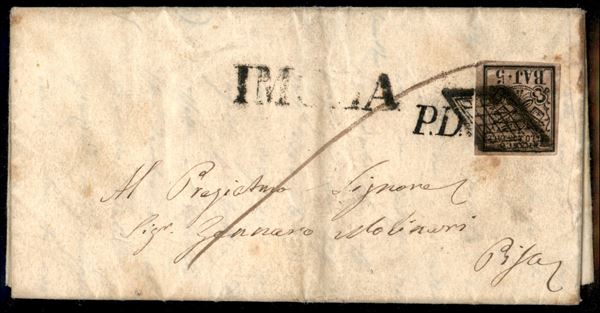 IMOLA
BAJ. 5
P.D.
Al Pregiatmo Signore
Sigr. Gennaro Molinari
Pisa